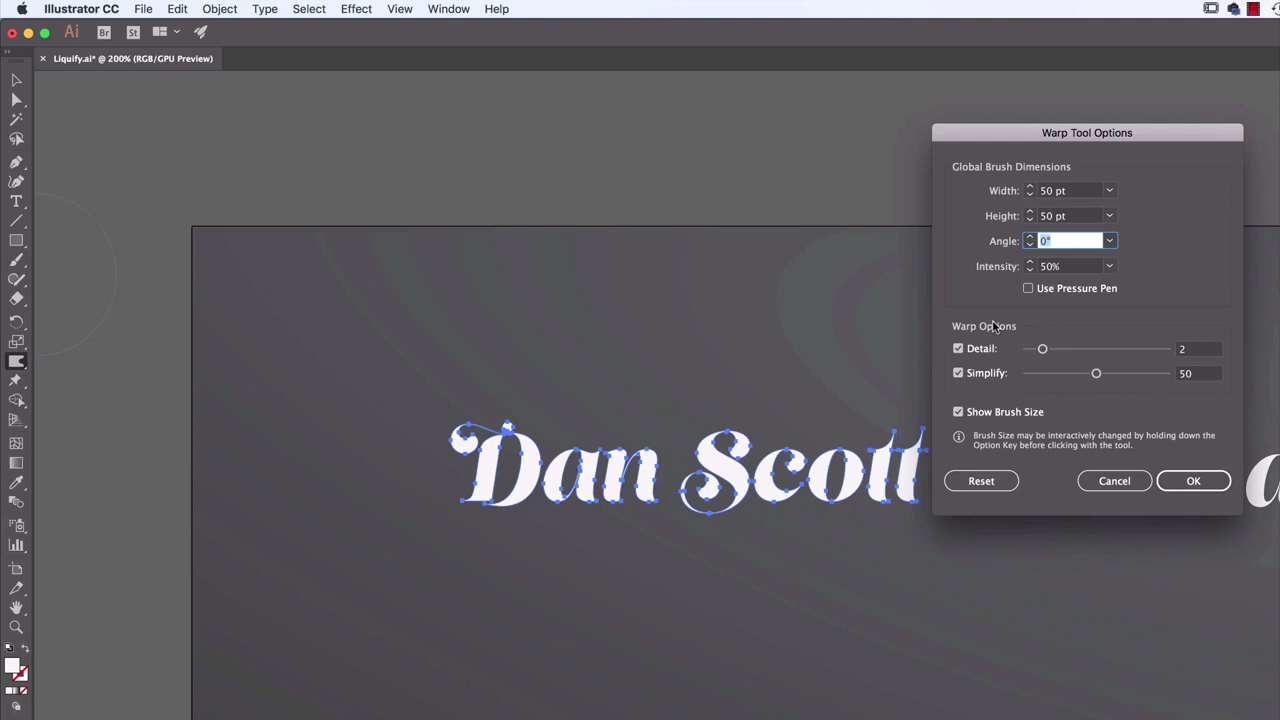 Illustrator CC File Edit Object Type Select Effect View Window Help
Ai Br St
× Liquify.ai* @ 200% (RGB/GPU Preview)
Warp Tool Options
Global Brush Dimensions
Width: 50 pt
Height: 50 pt
Angle: 0°
Intensity: 50%
Use Pressure Pen
Warp Options
Detail: 2
Simplify: 50
Show Brush Size
Brush Size may be interactively changed by holding down the
Option Key before clicking with the tool.
Reset Cancel OK
Dan Scott